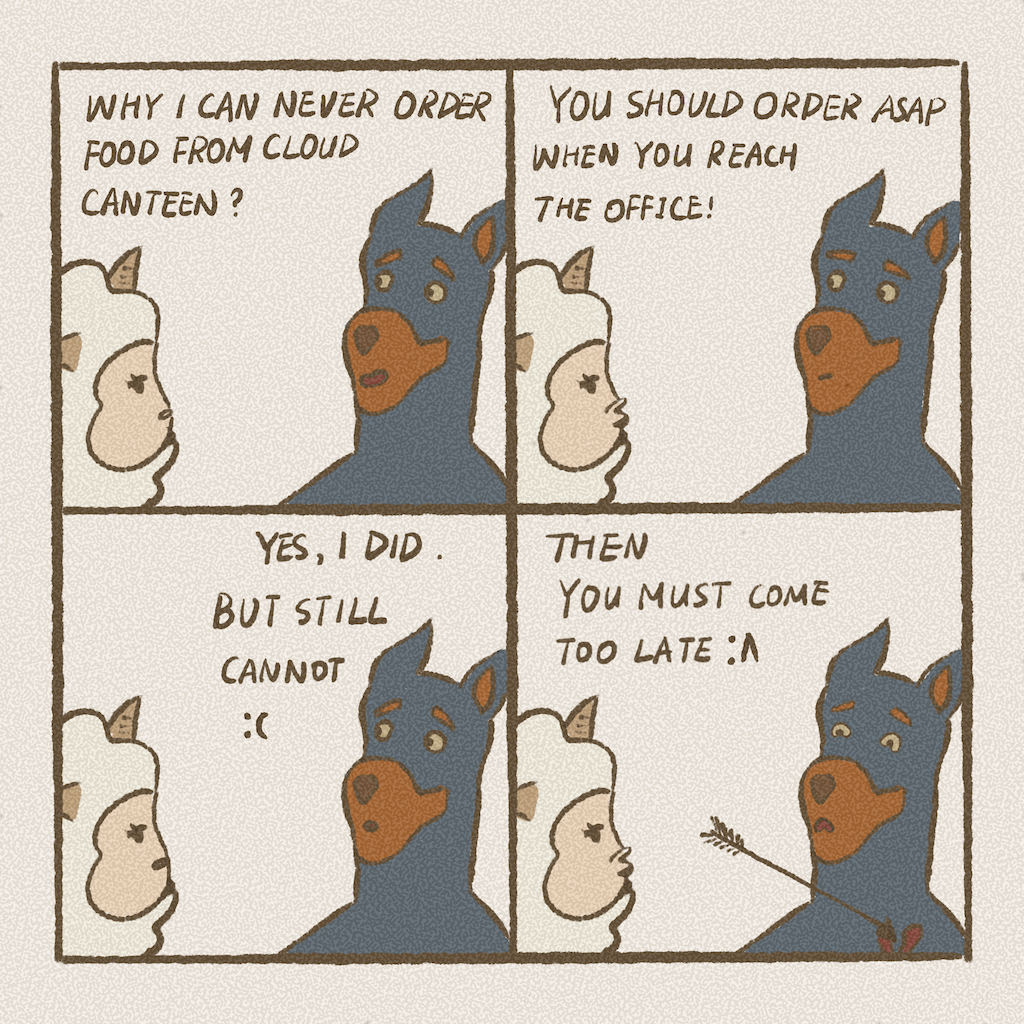 WHY I CAN NEVER ORDER
FOOD FROM CLOUD
CANTEEN ?
YOU SHOULD ORDER ASAP
WHEN YOU REACH
THE OFFICE!
YES, I DID .
BUT STILL
CANNOT
:(
THEN
YOU MUST COME
TOO LATE :^